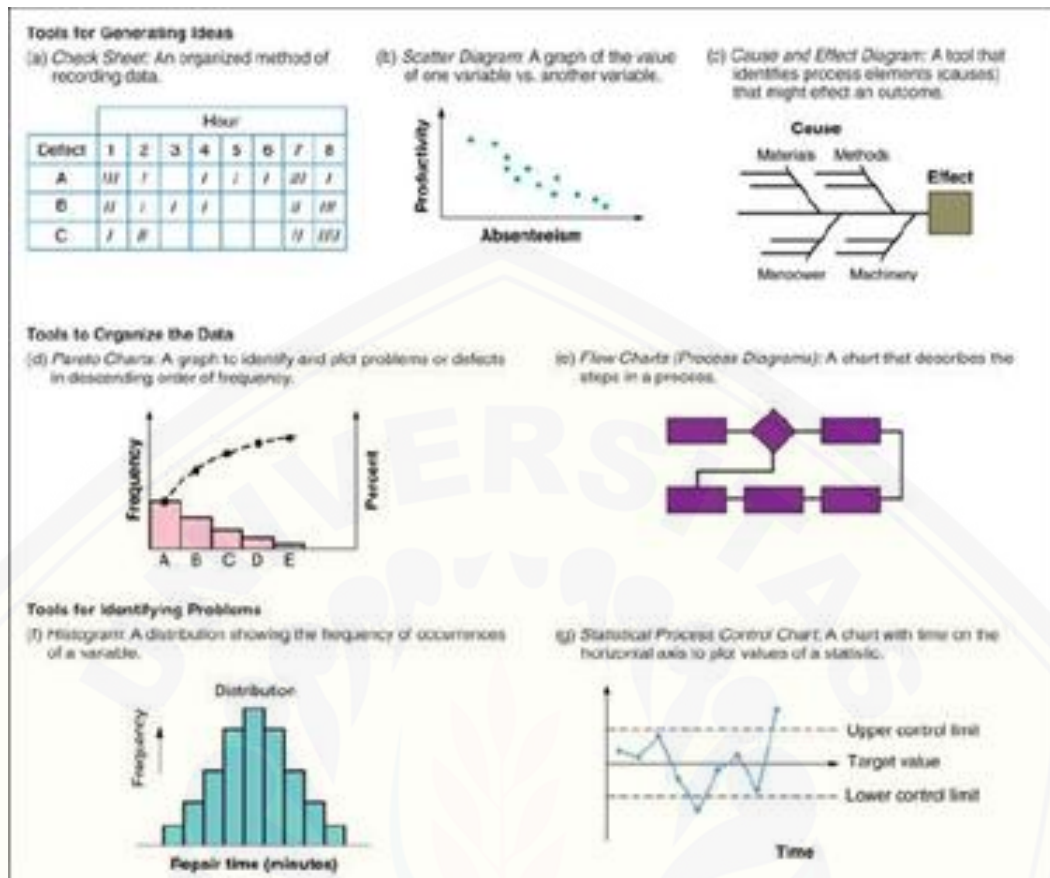 Tools for Generating Ideas
(a) Check Sheet: An organized method of
recording data.
(b) Scatter Diagram: A graph of the value
of one variable vs. another variable.
(c) Cause and Effect Diagram: A tool that
identifies process elements (causes)
that might effect an outcome.
Hour
Defect 1 2 3 4 5 6 7 8
A /// / / / / /// /
B // / / / // ///
C / // // ////
Productivity
Absenteeism
Cause
Materials Methods
Effect
Manpower Machinery
Tools to Organize the Data
(d) Pareto Charts: A graph to identify and plot problems or defects
in descending order of frequency.
(e) Flow Charts (Process Diagrams): A chart that describes the
steps in a process.
Frequency
Percent
A B C D E
Tools for Identifying Problems
(f) Histogram: A distribution showing the frequency of occurrences
of a variable.
(g) Statistical Process Control Chart: A chart with time on the
horizontal axis to plot values of a statistic.
Distribution
Frequency
Repair time (minutes)
Upper control limit
Target value
Lower control limit
Time
UNIVERSITAS